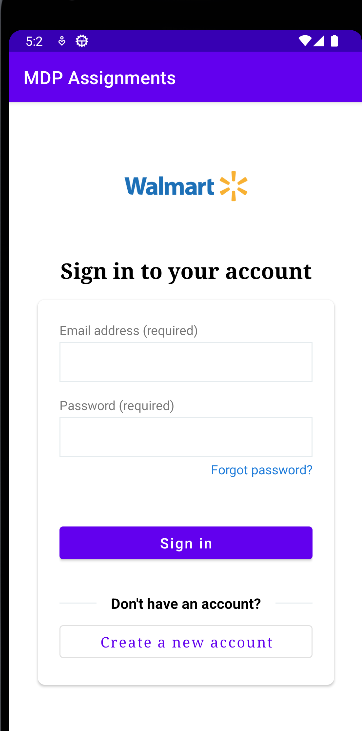 5:2
MDP Assignments
Walmart
Sign in to your account
Email address (required)
Password (required)
Forgot password?
Sign in
Don't have an account?
Create a new account